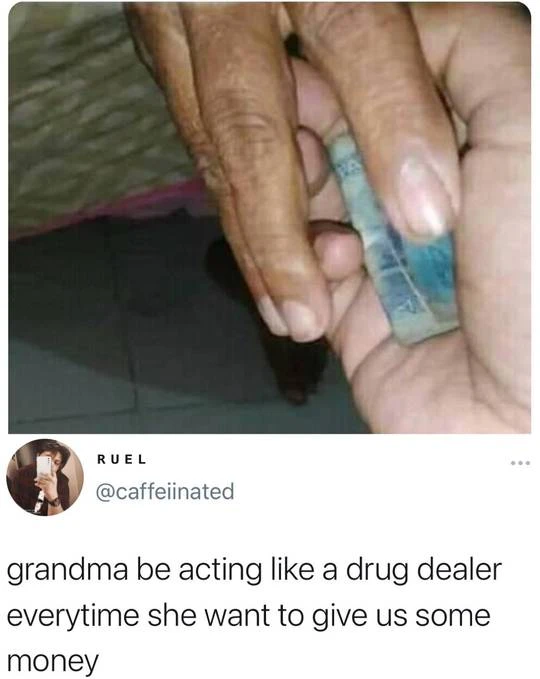 RUEL
@caffeiinated
grandma be acting like a drug dealer
everytime she want to give us some
money